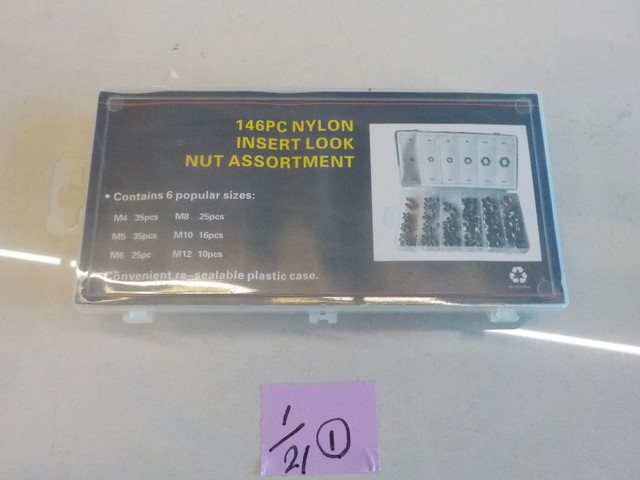 146PC NYLON
INSERT LOOK
NUT ASSORTMENT
• Contains 6 popular sizes:
M4 35pcs M8 25pcs
M5 35pcs M10 16pcs
M6 25pc M12 10pcs
Convenient re-sealable plastic case.
1/21 1